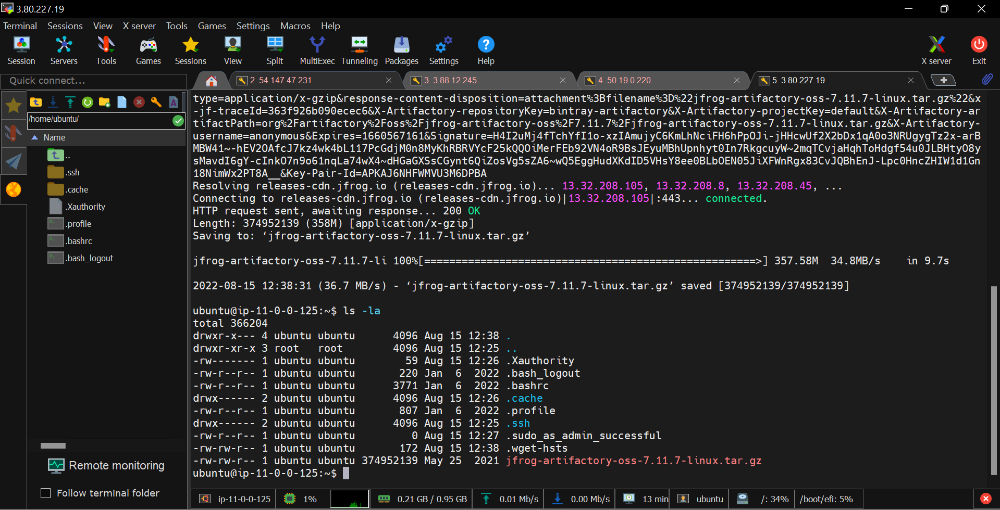 3.80.227.19
Terminal Sessions View X server Tools Games Settings Macros Help
Session Servers Tools Games Sessions View Split MultiExec Tunneling Packages Settings Help X server Exit
Quick connect...
2. 54.147.47.231
3. 3.88.12.245
4. 50.19.0.220
5. 3.80.227.19
/home/ubuntu/
Name
..
.ssh
.cache
.Xauthority
.profile
.bashrc
.bash_logout
Remote monitoring
Follow terminal folder
type=application/x-gzip&response-content-disposition=attachment%3Bfilename%3D%22jfrog-artifactory-oss-7.11.7-linux.tar.gz%22&x
-jf-traceId=363f926b090ecec6&X-Artifactory-repositoryKey=bintray-artifactory&X-Artifactory-projectKey=default&X-Artifactory-ar
tifactPath=org%2Fartifactory%2Foss%2Fjfrog-artifactory-oss%2F7.11.7%2Fjfrog-artifactory-oss-7.11.7-linux.tar.gz&X-Artifactory-
username=anonymous&Expires=1660567161&Signature=H4I2uMj4fTchYfI1o-xzIAmujyC6KmLhNciFH6hPpOJi-jHHcwUf2X2bDx1qA0o3NRUgygTz2x-arB
MBW41~-hEV2OAfcJ7kz4wk4bL117PcGdjM0n8MyKhRBRVYcF25kQQOiMerFEb92VN4oR9BsJEyuMBhUpnhyt0In7RkgcuyW~2mqTCvjaHqhToHdgf54u0JLBHtyO8y
sMavdI6gY-cInkO7n9o61nqLa74wX4~dHGaGXSsCGynt6QiZosVg5sZA6~wQ5EggHudXKdID5VHsY8ee0BLbOEN05JiXFWnRgx83CvJQBhEnJ-Lpc0HncZHIW1d1Gn
18NimWx2PT8A__&Key-Pair-Id=APKAJ6NHFWMVU3M6DPBA
Resolving releases-cdn.jfrog.io (releases-cdn.jfrog.io)... 13.32.208.105, 13.32.208.8, 13.32.208.45, ...
Connecting to releases-cdn.jfrog.io (releases-cdn.jfrog.io)|13.32.208.105|:443... connected.
HTTP request sent, awaiting response... 200 OK
Length: 374952139 (358M) [application/x-gzip]
Saving to: ‘jfrog-artifactory-oss-7.11.7-linux.tar.gz’
jfrog-artifactory-oss-7.11.7-li 100%[=====================================================>] 357.58M  34.8MB/s    in 9.7s
2022-08-15 12:38:31 (36.7 MB/s) - ‘jfrog-artifactory-oss-7.11.7-linux.tar.gz’ saved [374952139/374952139]
ubuntu@ip-11-0-0-125:~$ ls -la
total 366204
drwxr-x--- 4 ubuntu ubuntu      4096 Aug 15 12:38 .
drwxr-xr-x 3 root   root        4096 Aug 15 12:25 ..
-rw------- 1 ubuntu ubuntu        59 Aug 15 12:26 .Xauthority
-rw-r--r-- 1 ubuntu ubuntu       220 Jan  6  2022 .bash_logout
-rw-r--r-- 1 ubuntu ubuntu      3771 Jan  6  2022 .bashrc
drwx------ 2 ubuntu ubuntu      4096 Aug 15 12:26 .cache
-rw-r--r-- 1 ubuntu ubuntu       807 Jan  6  2022 .profile
drwx------ 2 ubuntu ubuntu      4096 Aug 15 12:25 .ssh
-rw-r--r-- 1 ubuntu ubuntu         0 Aug 15 12:27 .sudo_as_admin_successful
-rw-rw-r-- 1 ubuntu ubuntu       172 Aug 15 12:38 .wget-hsts
-rw-rw-r-- 1 ubuntu ubuntu 374952139 May 25  2021 jfrog-artifactory-oss-7.11.7-linux.tar.gz
ubuntu@ip-11-0-0-125:~$
ip-11-0-0-125 1% 0.21 GB / 0.95 GB 0.01 Mb/s 0.00 Mb/s 13 min ubuntu /: 34% /boot/efi: 5%